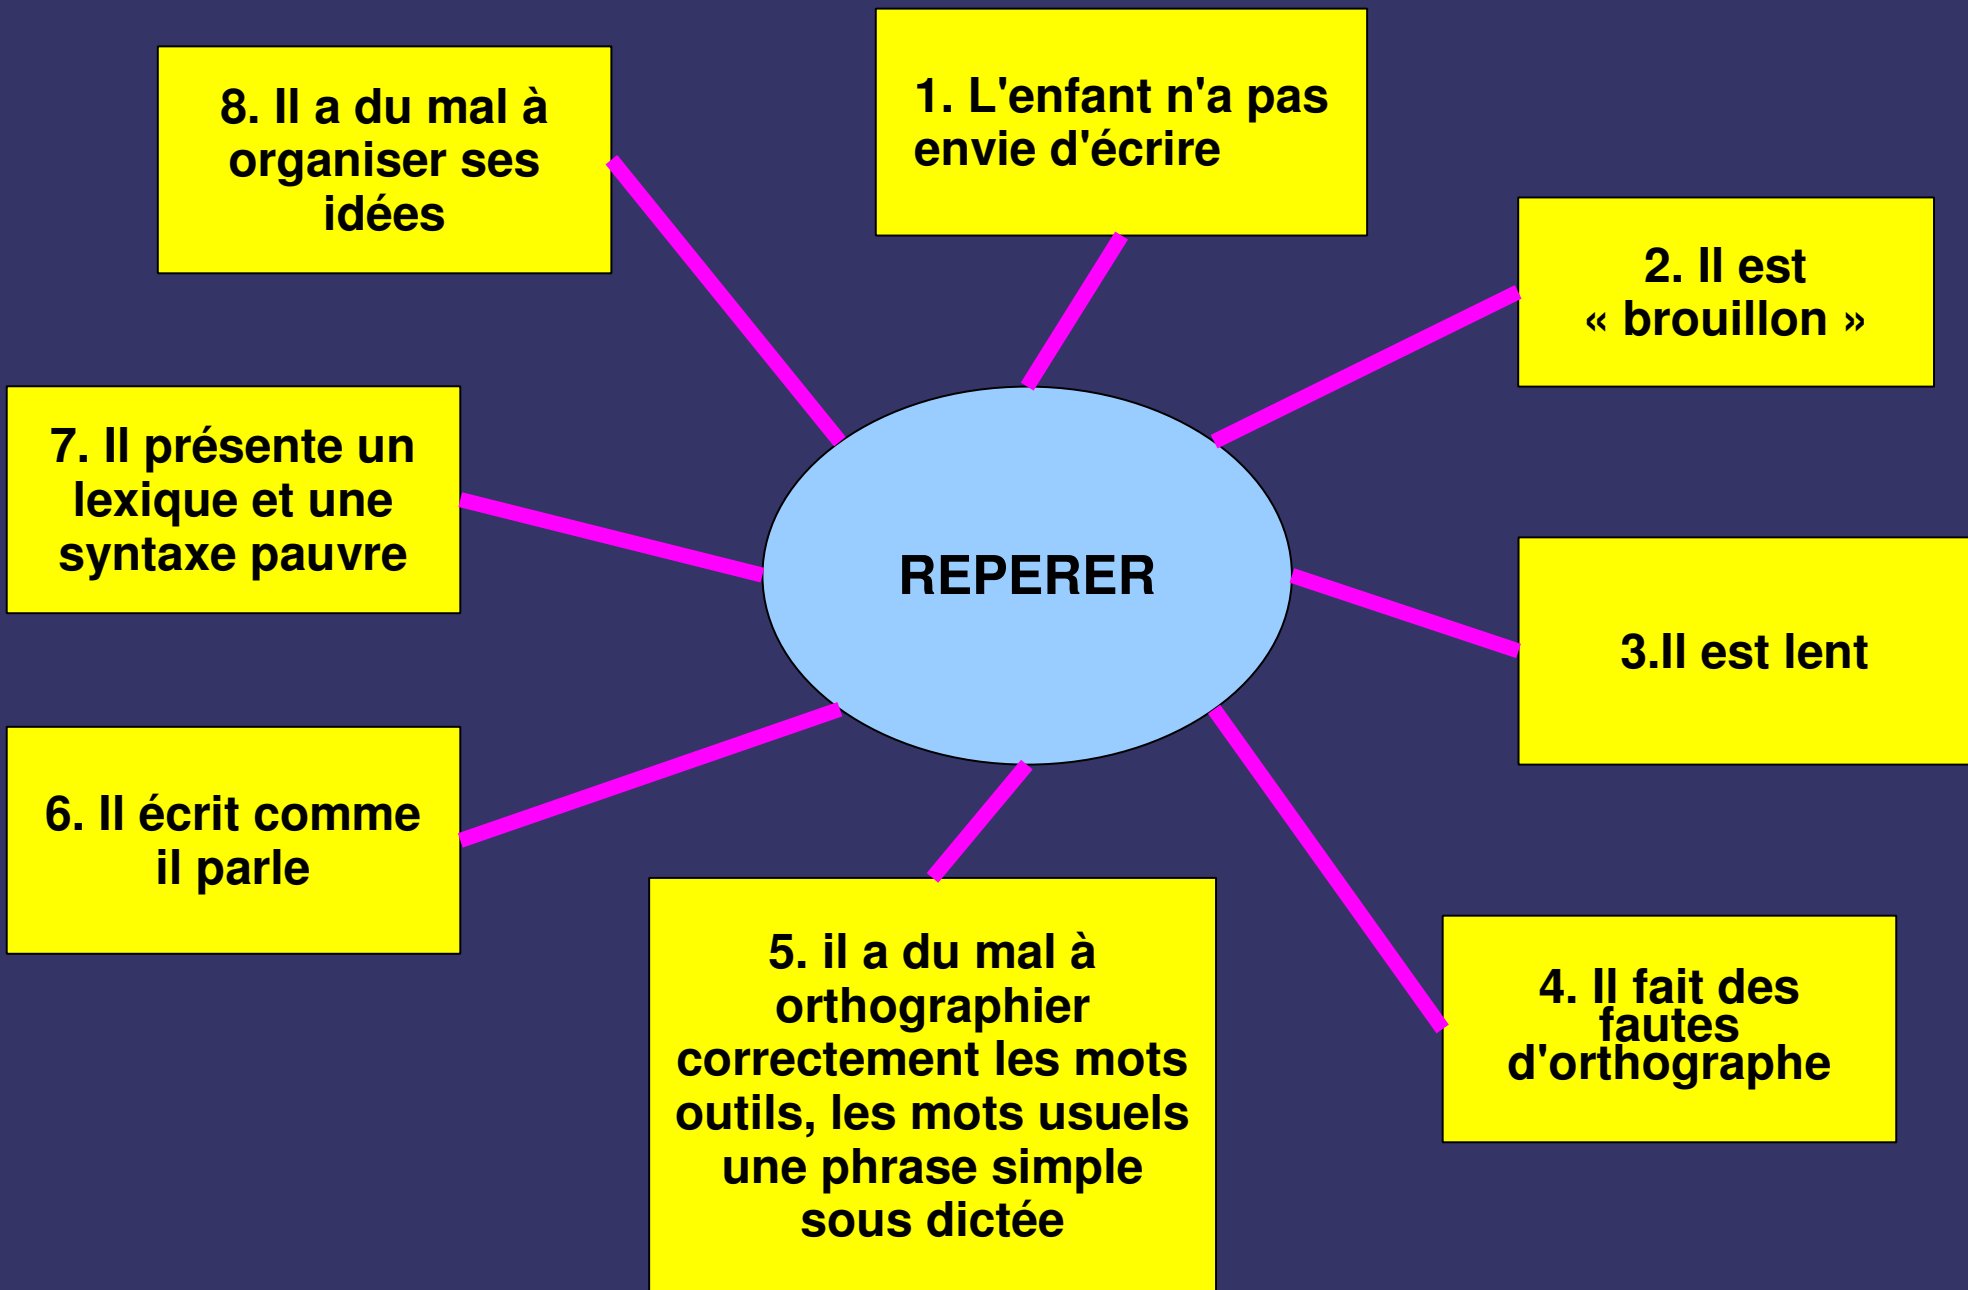 1. L'enfant n'a pas
envie d'écrire
2. Il est
« brouillon »
3.Il est lent
4. Il fait des
fautes
d'orthographe
5. il a du mal à
orthographier
correctement les mots
outils, les mots usuels
une phrase simple
sous dictée
6. Il écrit comme
il parle
7. Il présente un
lexique et une
syntaxe pauvre
8. Il a du mal à
organiser ses
idées
REPERER